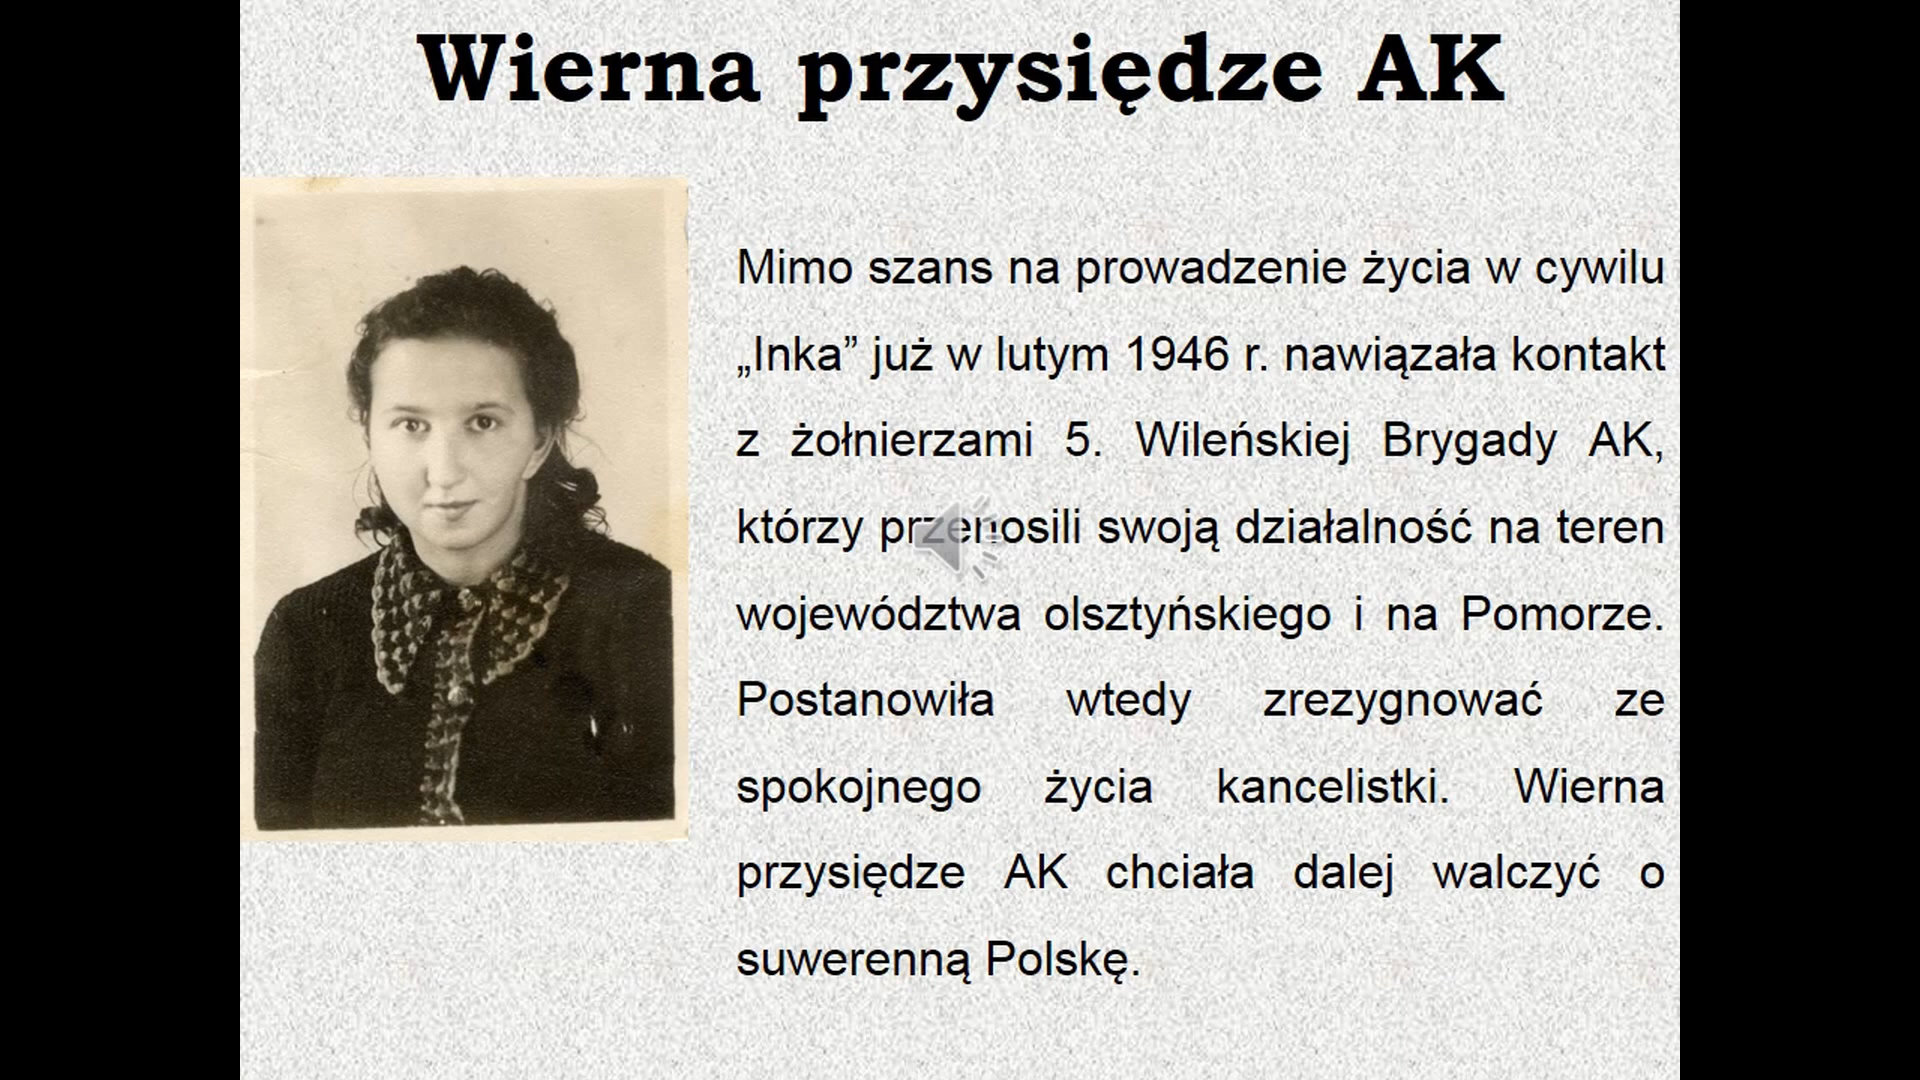 Wierna przysiędze AK
Mimo szans na prowadzenie życia w cywilu
„Inka” już w lutym 1946 r. nawiązała kontakt
z żołnierzami 5. Wileńskiej Brygady AK,
którzy przenosili swoją działalność na teren
województwa olsztyńskiego i na Pomorze.
Postanowiła wtedy zrezygnować ze
spokojnego życia kancelistki. Wierna
przysiędze AK chciała dalej walczyć o
suwerenną Polskę.